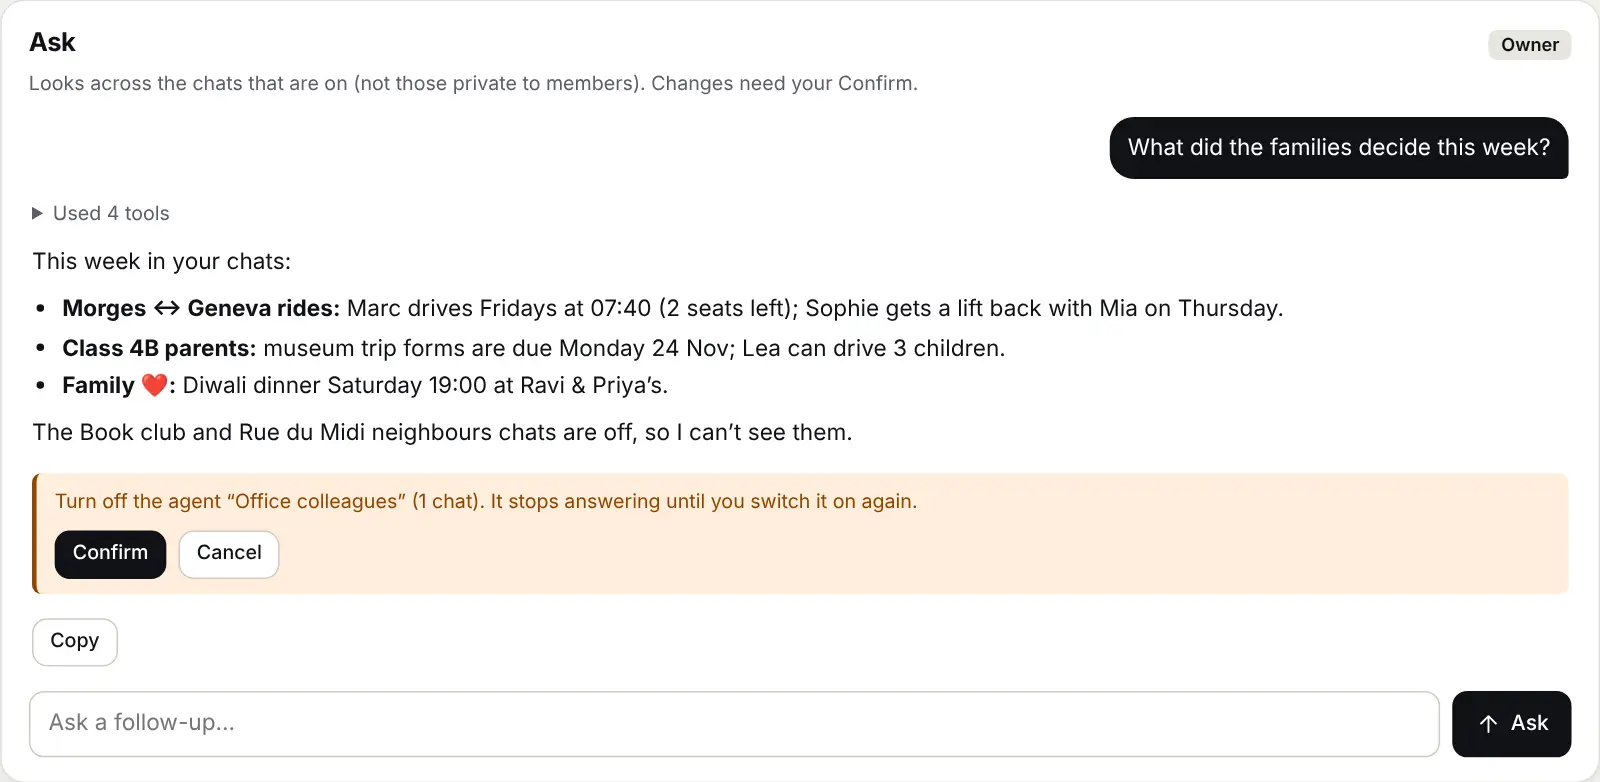 Ask
Owner
Looks across the chats that are on (not those private to members). Changes need your Confirm.
What did the families decide this week?
▶ Used 4 tools
This week in your chats:
• Morges ↔ Geneva rides: Marc drives Fridays at 07:40 (2 seats left); Sophie gets a lift back with Mia on Thursday.
• Class 4B parents: museum trip forms are due Monday 24 Nov; Lea can drive 3 children.
• Family ❤️: Diwali dinner Saturday 19:00 at Ravi & Priya’s.
The Book club and Rue du Midi neighbours chats are off, so I can’t see them.
Turn off the agent “Office colleagues” (1 chat). It stops answering until you switch it on again.
Confirm
Cancel
Copy
Ask a follow-up...
↑ Ask